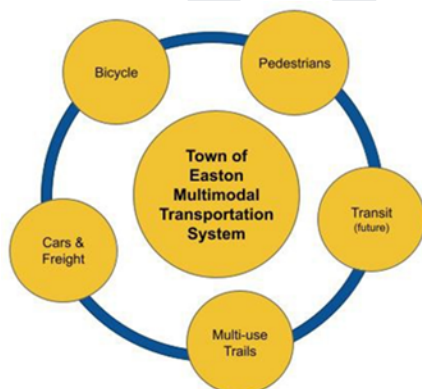 Bicycle
Pedestrians
Town of
Easton
Multimodal
Transportation
System
Transit
(future)
Cars &
Freight
Multi-use
Trails